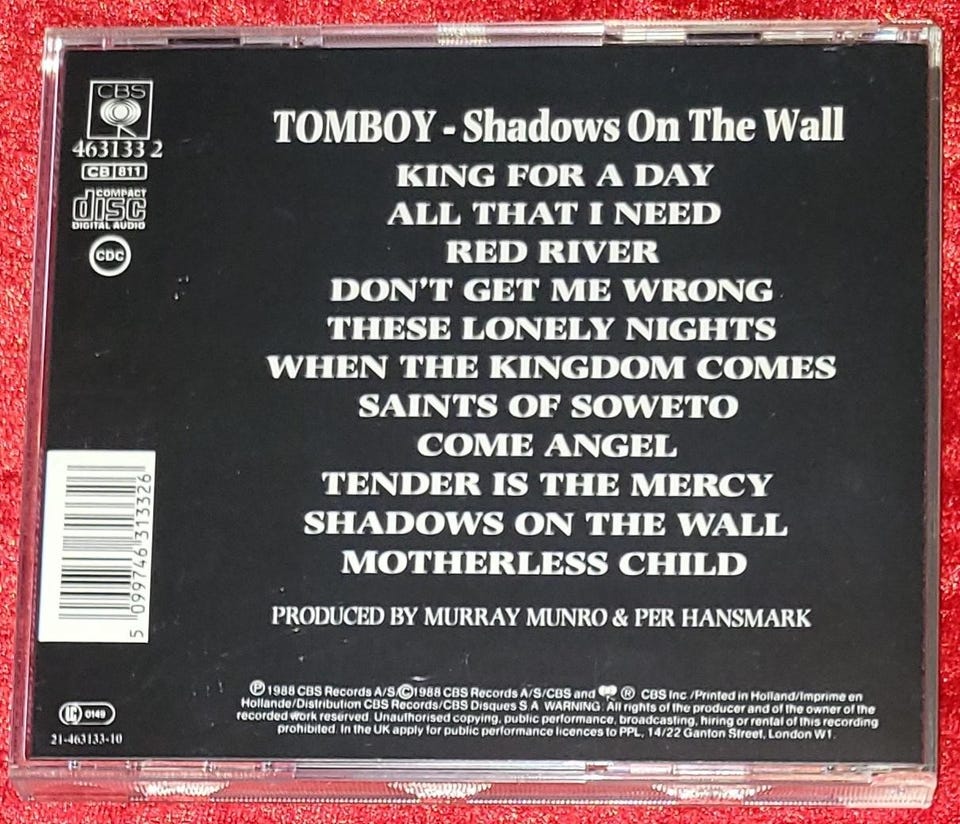 CBS
463133 2
CB 811
COMPACT
disc
DIGITAL AUDIO
CDC
TOMBOY - Shadows On The Wall
KING FOR A DAY
ALL THAT I NEED
RED RIVER
DON'T GET ME WRONG
THESE LONELY NIGHTS
WHEN THE KINGDOM COMES
SAINTS OF SOWETO
COME ANGEL
TENDER IS THE MERCY
SHADOWS ON THE WALL
MOTHERLESS CHILD
PRODUCED BY MURRAY MUNRO & PER HANSMARK
5 099746 313326
LC 0149
21-463133-10
℗ 1988 CBS Records A/S/© 1988 CBS Records A/S/CBS and ® CBS Inc./Printed in Holland/Imprime en
Hollande/Distribution CBS Records/CBS Disques S.A. WARNING: All rights of the producer and of the owner of the
recorded work reserved. Unauthorised copying, public performance, broadcasting, hiring or rental of this recording
prohibited. In the UK apply for public performance licences to PPL, 14/22 Ganton Street, London W1.